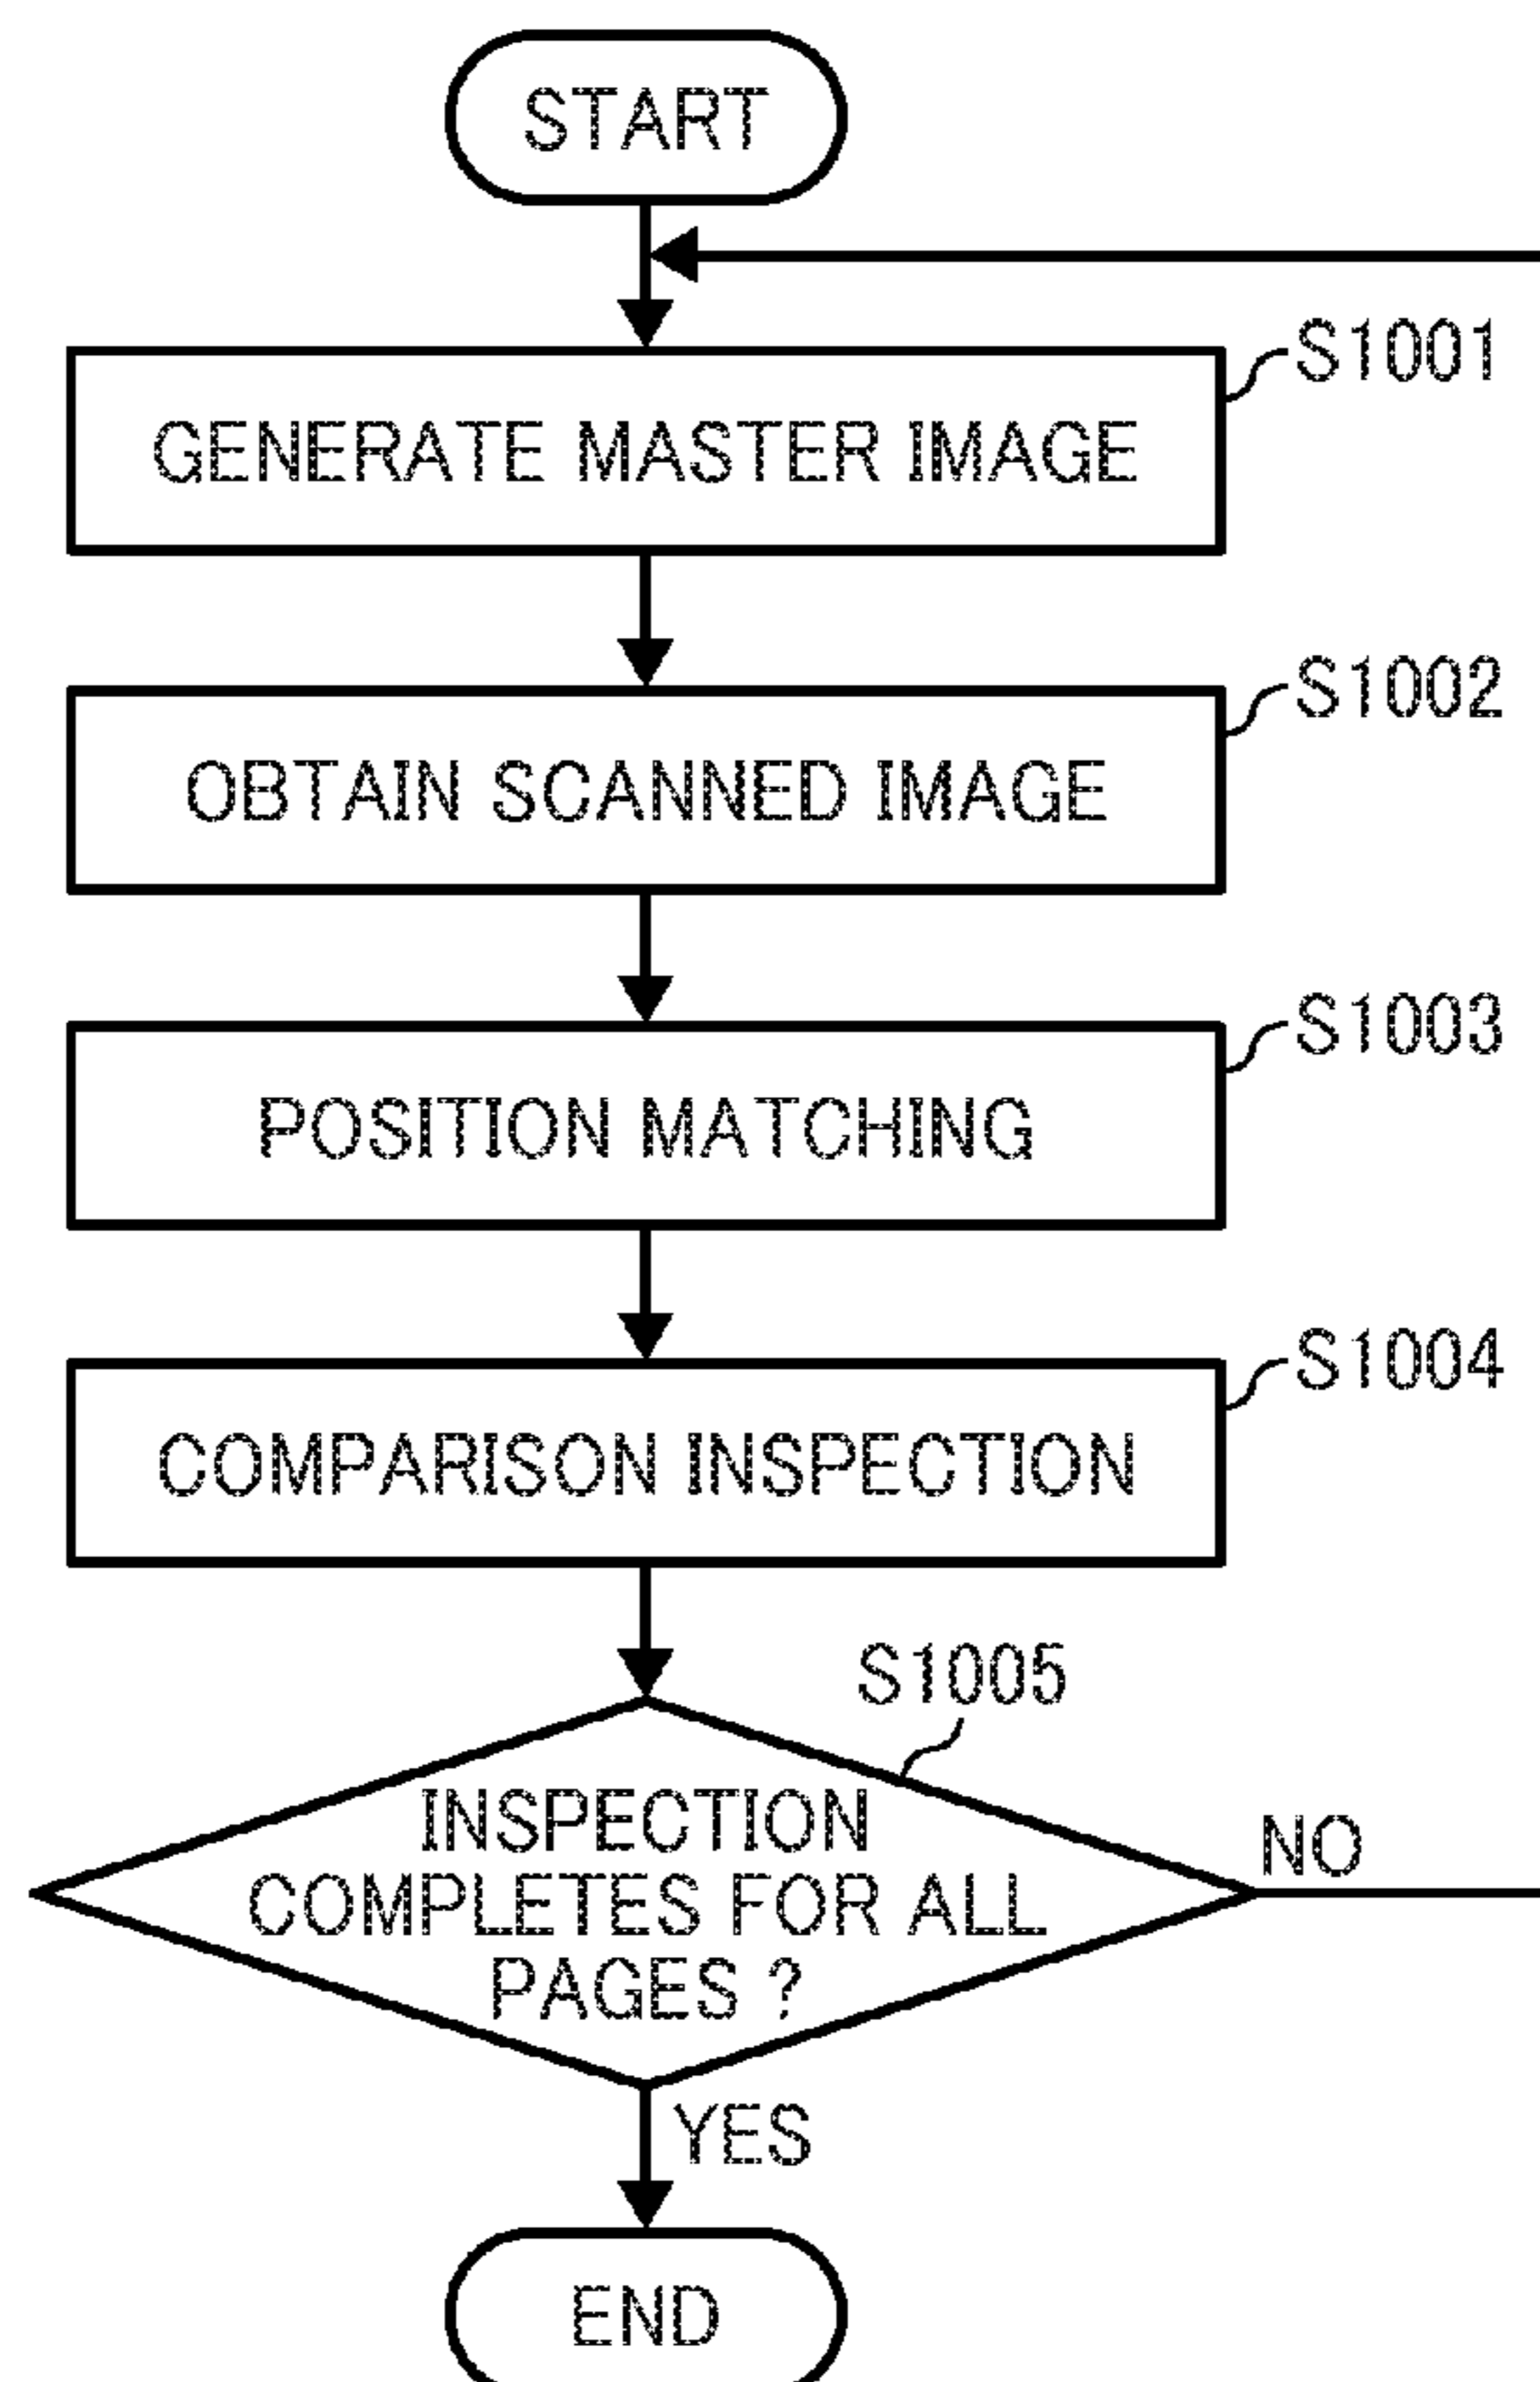 START
S1001
GENERATE MASTER IMAGE
S1002
OBTAIN SCANNED IMAGE
S1003
POSITION MATCHING
S1004
COMPARISON INSPECTION
S1005
INSPECTION
COMPLETES FOR ALL
PAGES ?
NO
YES
END